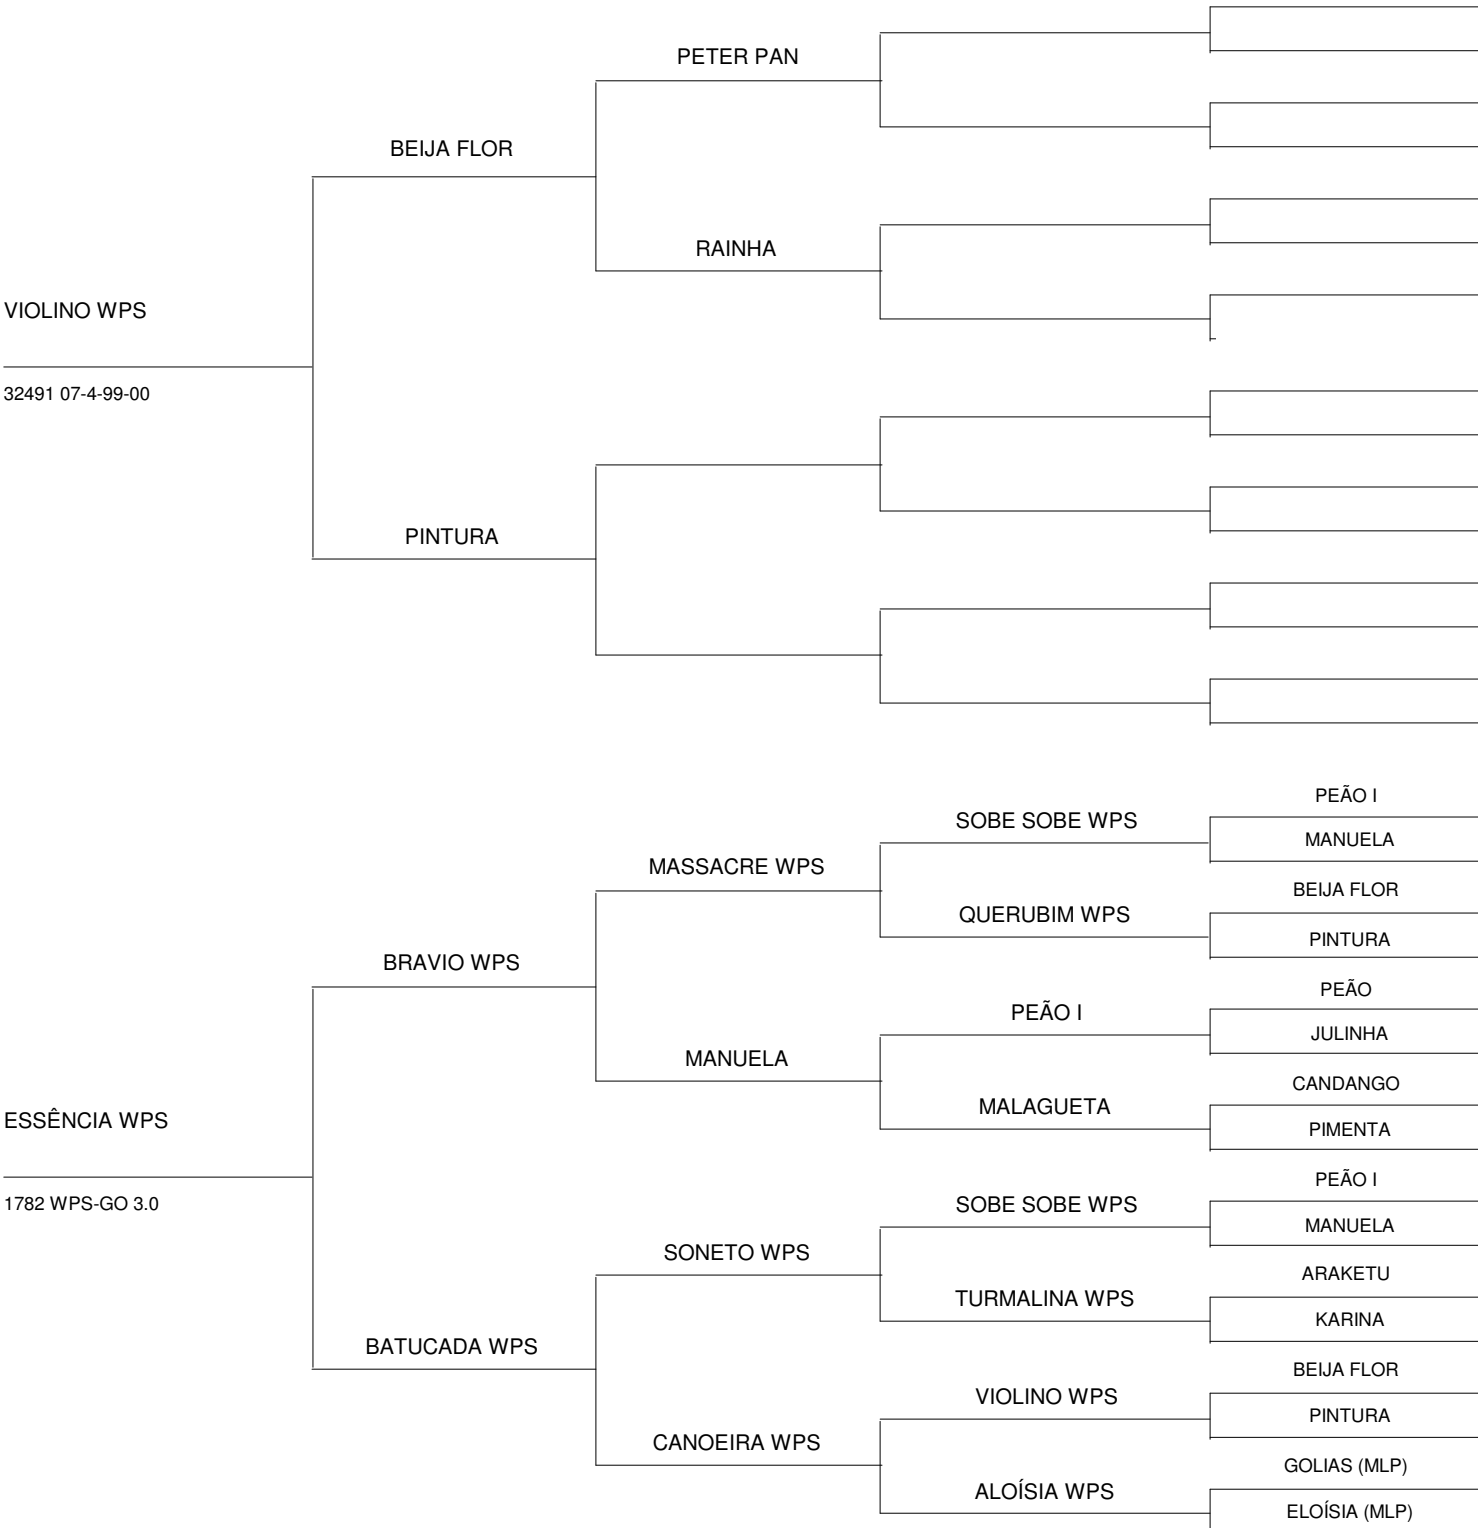 PETER PAN
BEIJA FLOR
RAINHA
VIOLINO WPS
32491 07-4-99-00
PINTURA
PEÃO I
SOBE SOBE WPS
MANUELA
MASSACRE WPS
BEIJA FLOR
QUERUBIM WPS
PINTURA
BRAVIO WPS
PEÃO
PEÃO I
JULINHA
MANUELA
CANDANGO
MALAGUETA
PIMENTA
ESSÊNCIA WPS
1782 WPS-GO 3.0
PEÃO I
SOBE SOBE WPS
MANUELA
SONETO WPS
ARAKETU
TURMALINA WPS
KARINA
BATUCADA WPS
BEIJA FLOR
VIOLINO WPS
PINTURA
CANOEIRA WPS
GOLIAS (MLP)
ALOÍSIA WPS
ELOÍSIA (MLP)